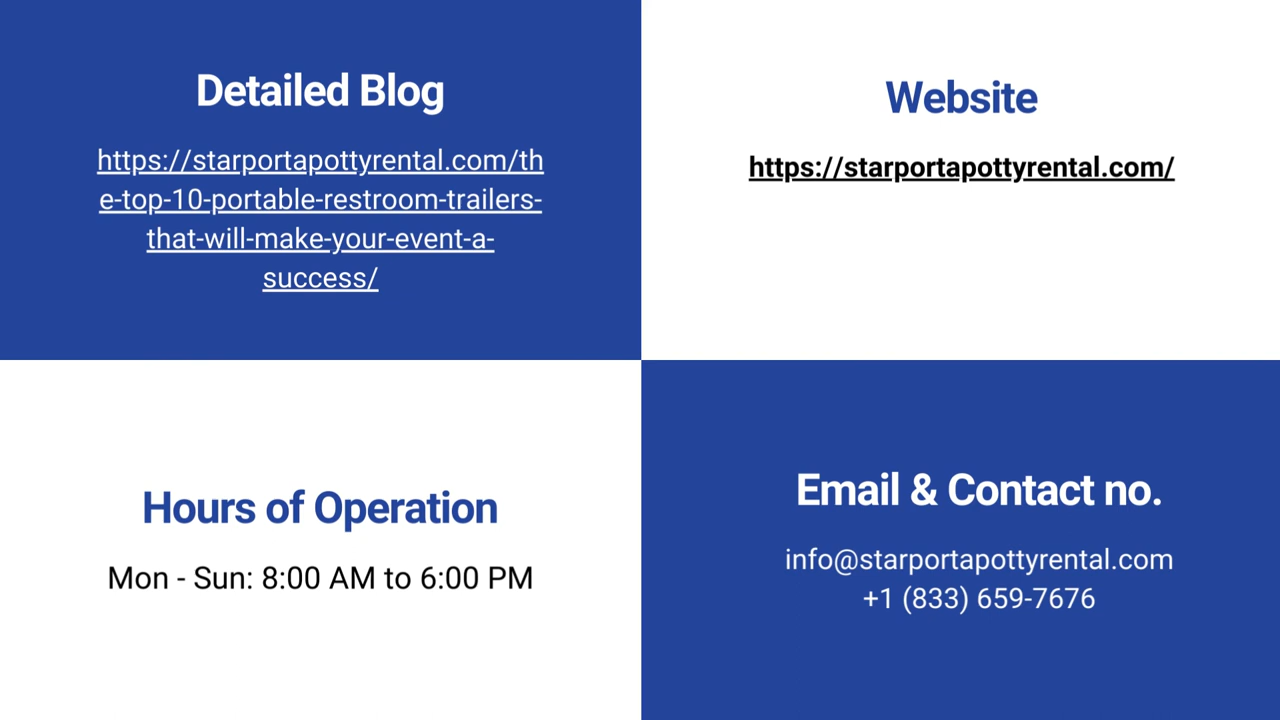 Detailed Blog
https://starportapottyrental.com/th
e-top-10-portable-restroom-trailers-
that-will-make-your-event-a-
success/
Website
https://starportapottyrental.com/
Hours of Operation
Mon - Sun: 8:00 AM to 6:00 PM
Email & Contact no.
info@starportapottyrental.com
+1 (833) 659-7676